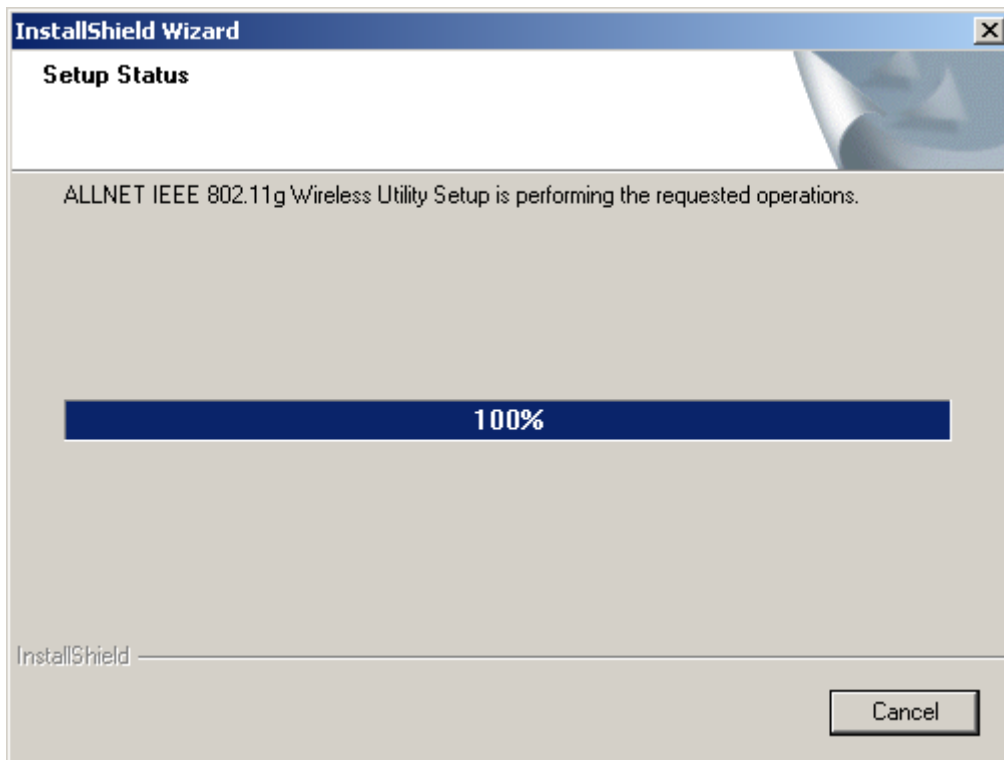 InstallShield Wizard
Setup Status
ALLNET IEEE 802.11g Wireless Utility Setup is performing the requested operations.
100%
InstallShield
Cancel